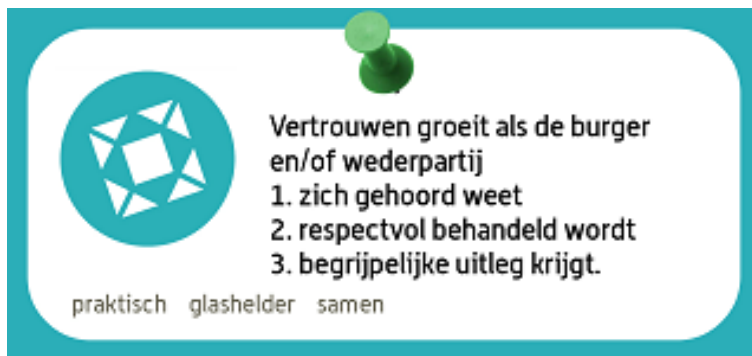 Vertrouwen groeit als de burger
en/of wederpartij
1. zich gehoord weet
2. respectvol behandeld wordt
3. begrijpelijke uitleg krijgt.
praktisch glashelder samen